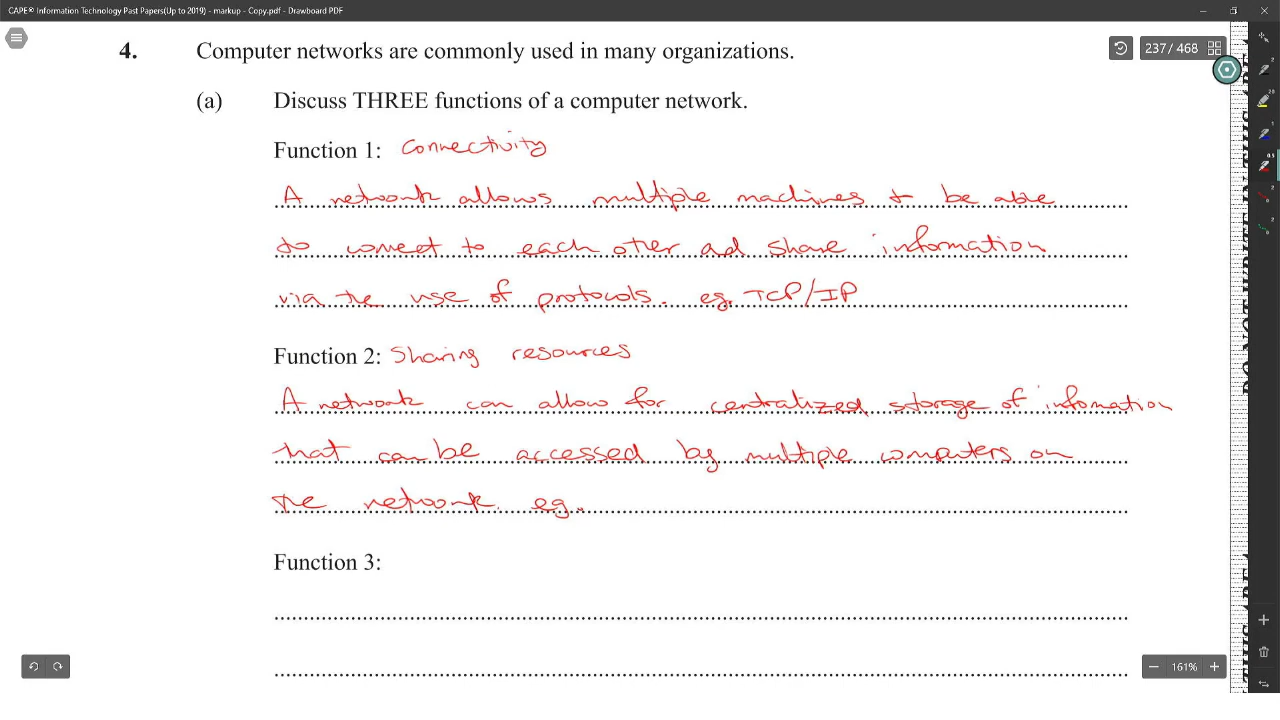 CAPE® Information Technology Past Papers(Up to 2019) - markup - Copy.pdf - Drawboard PDF
237 / 468
4. Computer networks are commonly used in many organizations.
(a) Discuss THREE functions of a computer network.
Function 1: Connectivity
A network allows multiple machines to be able
to connect to each other and share information
via the use of protocols. eg. TCP/IP
Function 2: Sharing resources
A network can allow for centralized storage of infomation
that can be accessed by multiple computers on
the network. eg.
Function 3:
161%